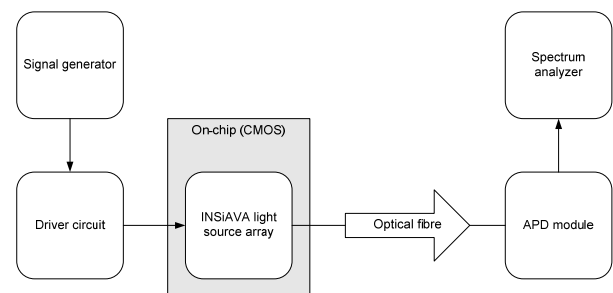 Signal generator
Spectrum
analyzer
On-chip (CMOS)
Driver circuit
INSiAVA light
source array
Optical fibre
APD module